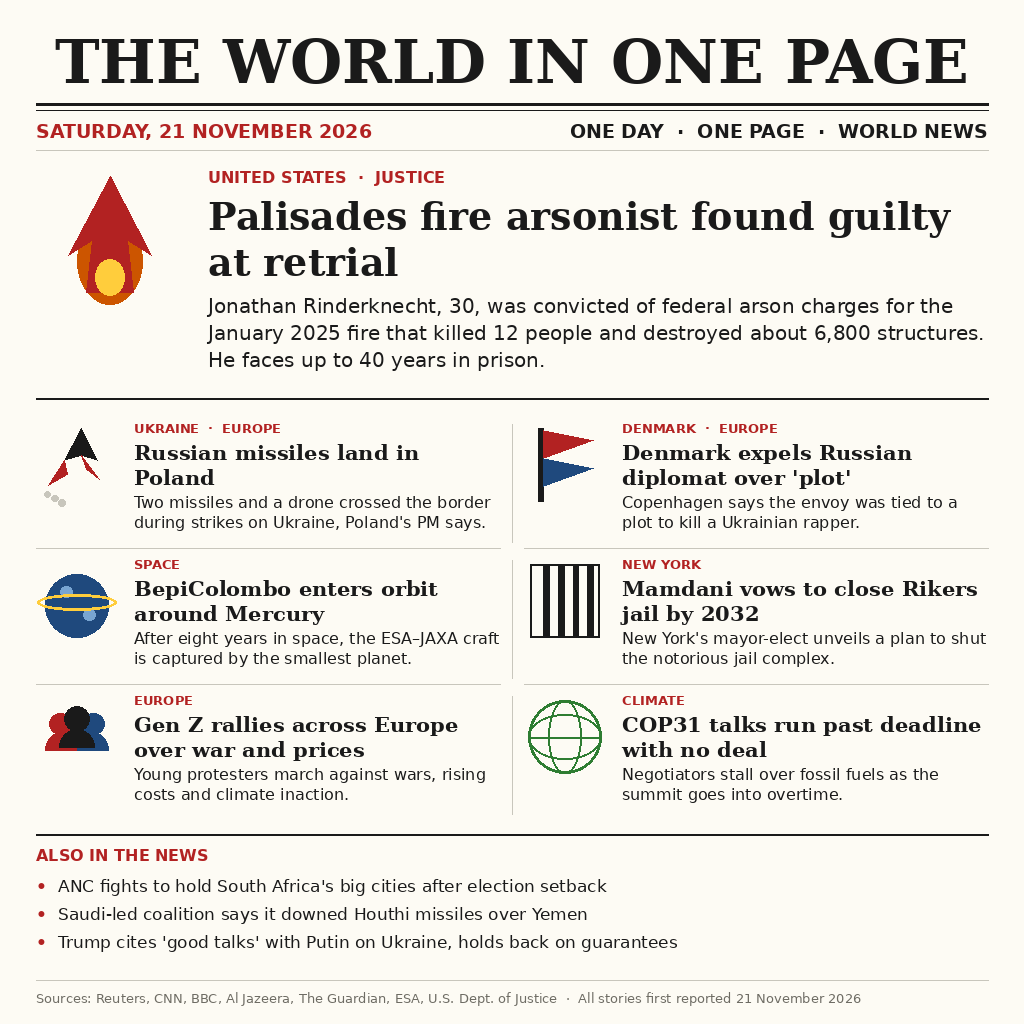 THE WORLD IN ONE PAGE
SATURDAY, 21 NOVEMBER 2026
ONE DAY · ONE PAGE · WORLD NEWS
UNITED STATES · JUSTICE
Palisades fire arsonist found guilty
at retrial
Jonathan Rinderknecht, 30, was convicted of federal arson charges for the
January 2025 fire that killed 12 people and destroyed about 6,800 structures.
He faces up to 40 years in prison.
UKRAINE · EUROPE
Russian missiles land in
Poland
Two missiles and a drone crossed the border
during strikes on Ukraine, Poland's PM says.
DENMARK · EUROPE
Denmark expels Russian
diplomat over 'plot'
Copenhagen says the envoy was tied to a
plot to kill a Ukrainian rapper.
SPACE
BepiColombo enters orbit
around Mercury
After eight years in space, the ESA–JAXA craft
is captured by the smallest planet.
NEW YORK
Mamdani vows to close Rikers
jail by 2032
New York's mayor-elect unveils a plan to shut
the notorious jail complex.
EUROPE
Gen Z rallies across Europe
over war and prices
Young protesters march against wars, rising
costs and climate inaction.
CLIMATE
COP31 talks run past deadline
with no deal
Negotiators stall over fossil fuels as the
summit goes into overtime.
ALSO IN THE NEWS
• ANC fights to hold South Africa's big cities after election setback
• Saudi-led coalition says it downed Houthi missiles over Yemen
• Trump cites 'good talks' with Putin on Ukraine, holds back on guarantees
Sources: Reuters, CNN, BBC, Al Jazeera, The Guardian, ESA, U.S. Dept. of Justice · All stories first reported 21 November 2026